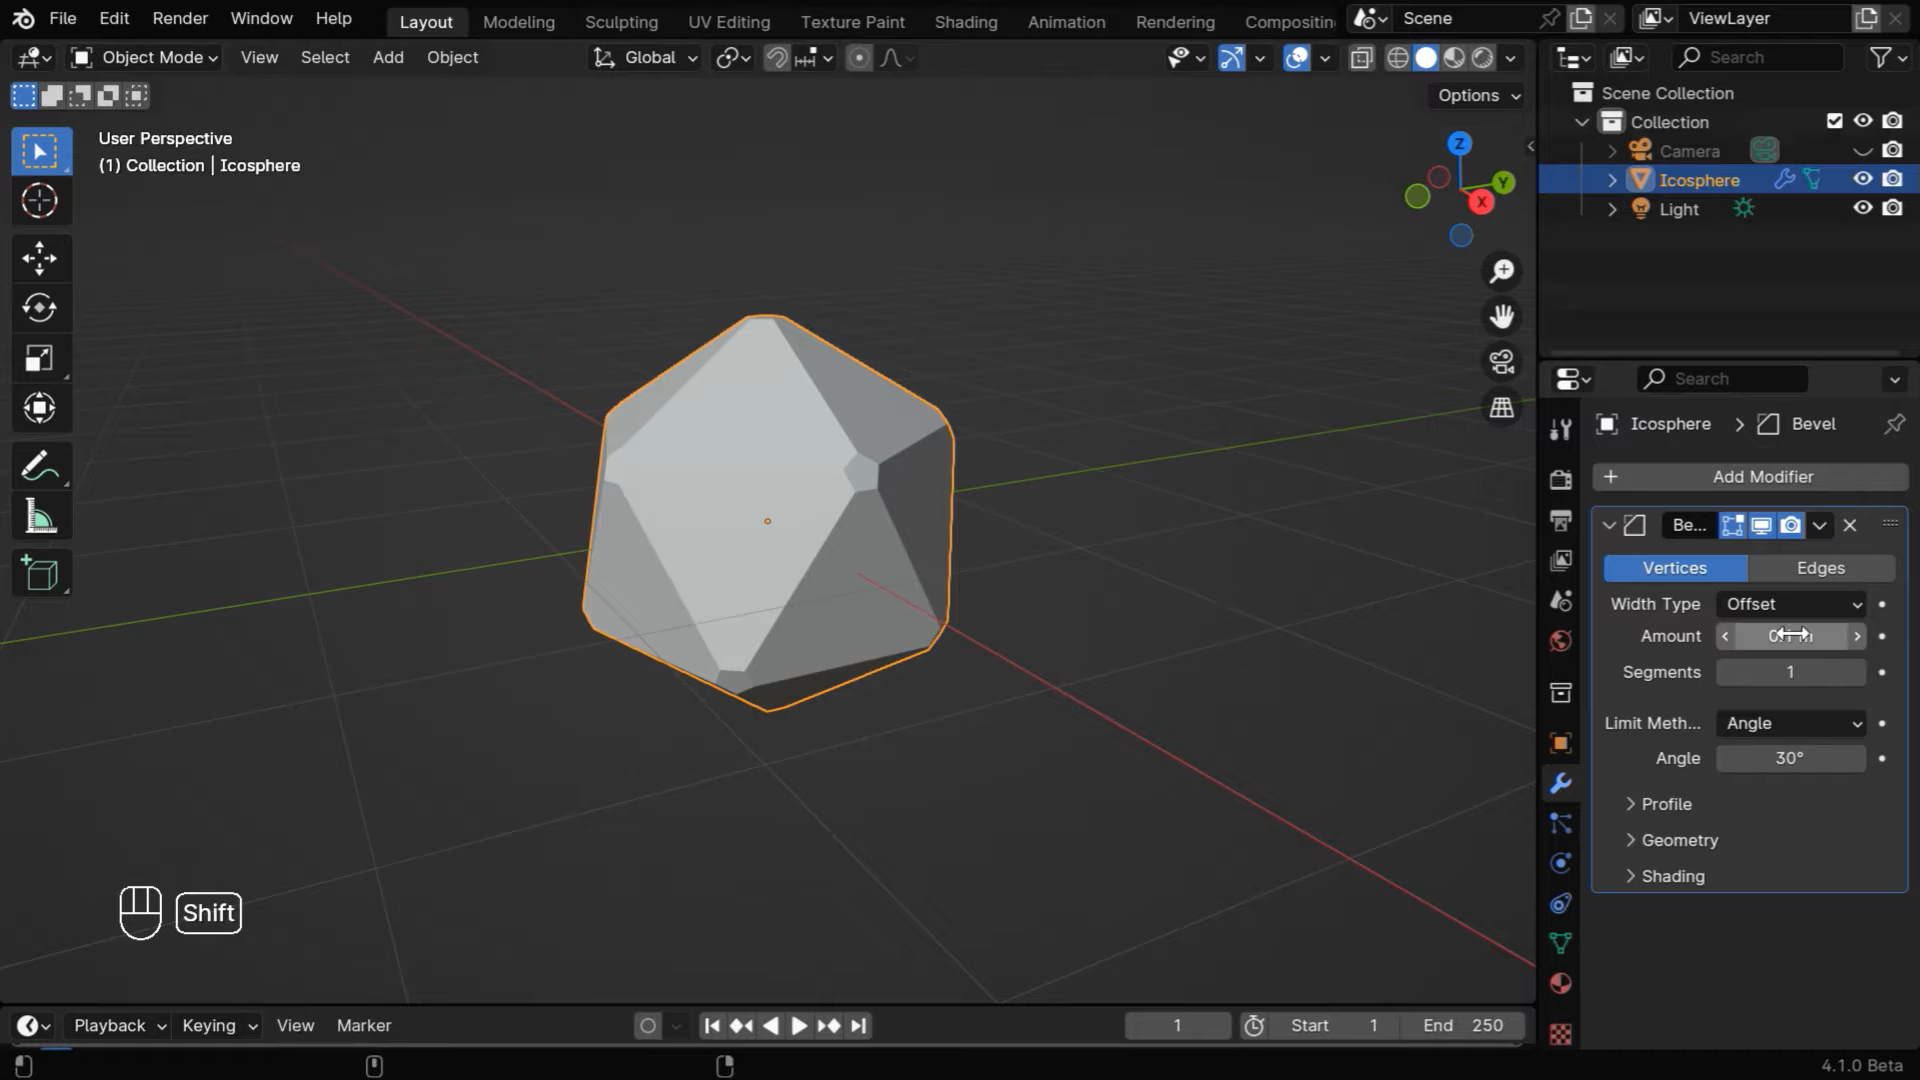 File Edit Render Window Help Layout Modeling Sculpting UV Editing Texture Paint Shading Animation Rendering Scene ViewLayer
Object Mode View Select Add Object Global Search
Options
User Perspective
(1) Collection | Icosphere
Z
Y
X
Scene Collection
Collection
Camera
Icosphere
Light
Search
Icosphere > Bevel
+ Add Modifier
Be...
Vertices Edges
Width Type Offset
Amount
Segments 1
Limit Meth... Angle
Angle 30°
Profile
Geometry
Shading
Shift
Playback Keying View Marker 1 Start 1 End 250
4.1.0 Beta